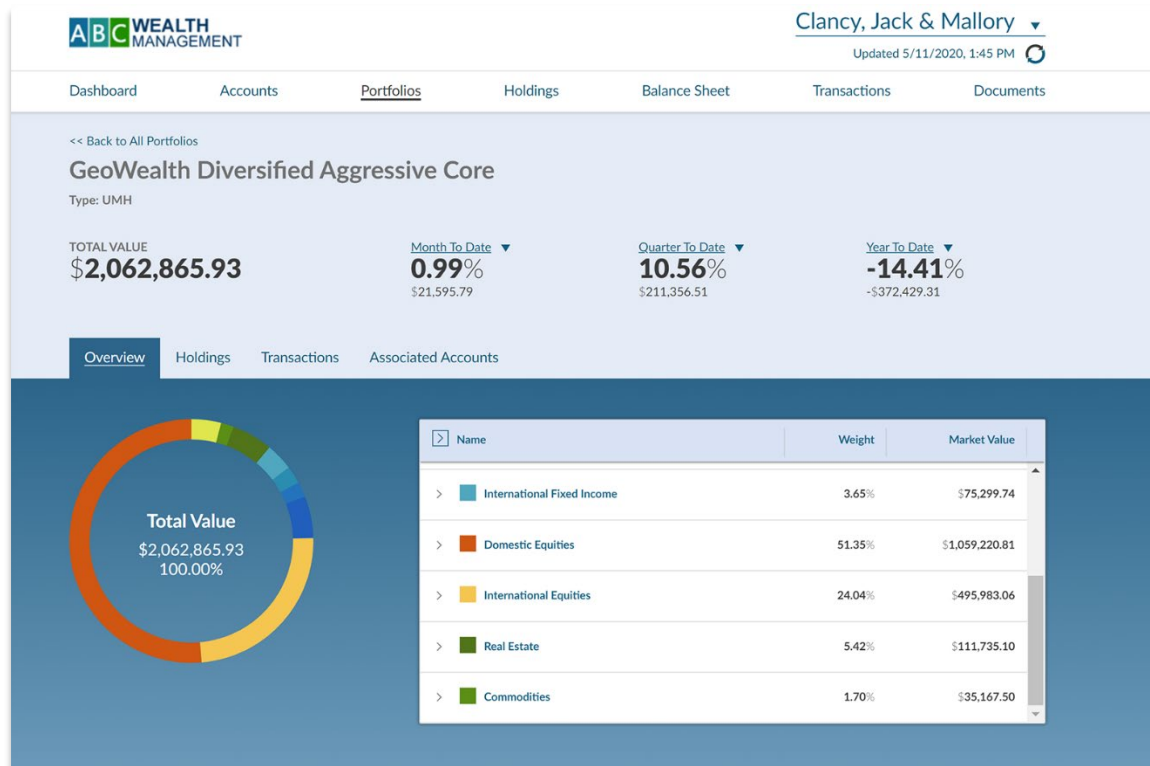 ABC WEALTH MANAGEMENT
Clancy, Jack & Mallory
Updated 5/11/2020, 1:45 PM
Dashboard Accounts Portfolios Holdings Balance Sheet Transactions Documents
<< Back to All Portfolios
GeoWealth Diversified Aggressive Core
Type: UMH
TOTAL VALUE Month To Date Quarter To Date Year To Date
$2,062,865.93 0.99% 10.56% -14.41%
$21,595.79 $211,356.51 -$372,429.31
Overview Holdings Transactions Associated Accounts
Total Value
$2,062,865.93
100.00%
Name Weight Market Value
International Fixed Income 3.65% $75,299.74
Domestic Equities 51.35% $1,059,220.81
International Equities 24.04% $495,983.06
Real Estate 5.42% $111,735.10
Commodities 1.70% $35,167.50